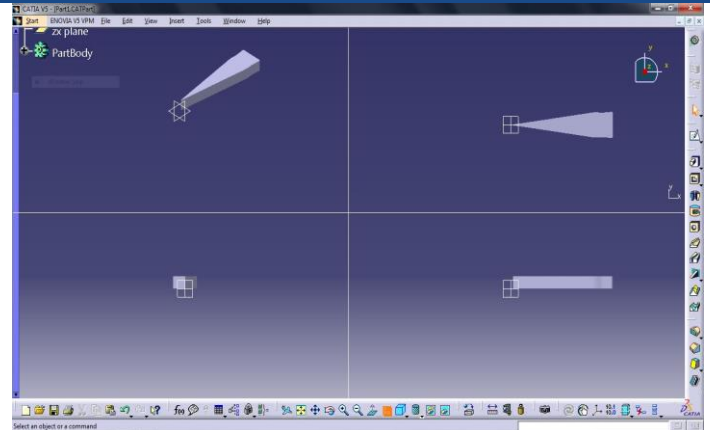 CATIA V5 - [Part1.CATPart]
Start ENOVIA V5 VPM File Edit View Insert Tools Window Help
zx plane
PartBody
y
x
z
y
x
Select an object or a command
CATIA